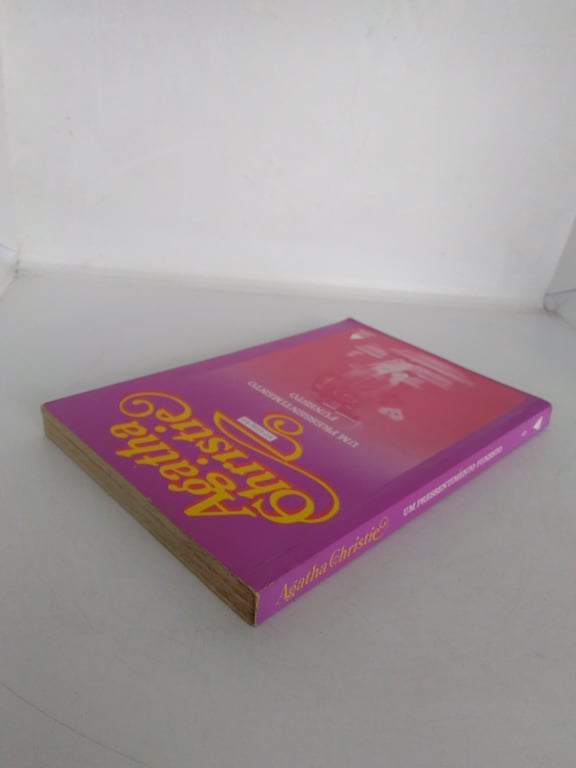 Agatha
Christie
UM PRESSENTIMENTO
FUNESTO
Agatha Christie
UM PRESSENTIMENTO FUNESTO